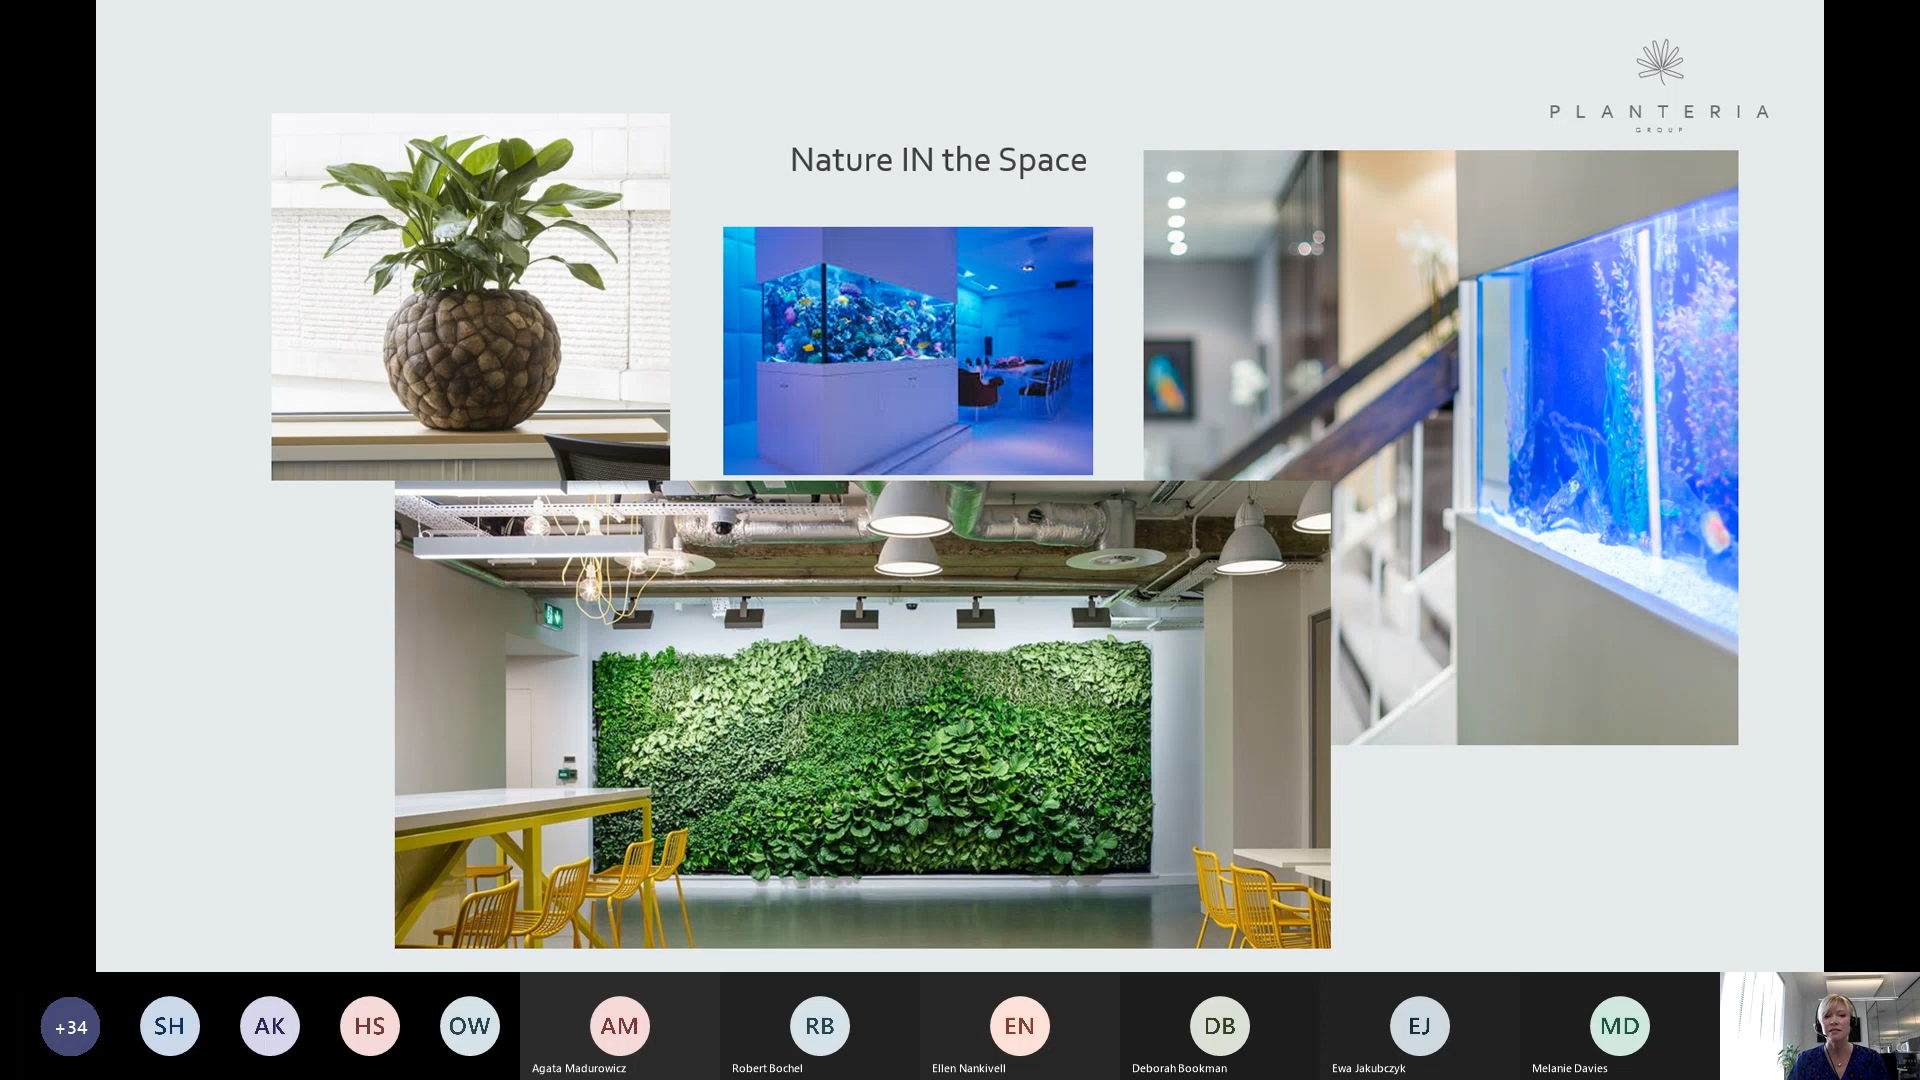 PLANTERIA
GROUP
Nature IN the Space
+34
SH
AK
HS
OW
AM
RB
EN
DB
EJ
MD
Agata Madurowicz
Robert Bochel
Ellen Nankivell
Deborah Bookman
Ewa Jakubczyk
Melanie Davies